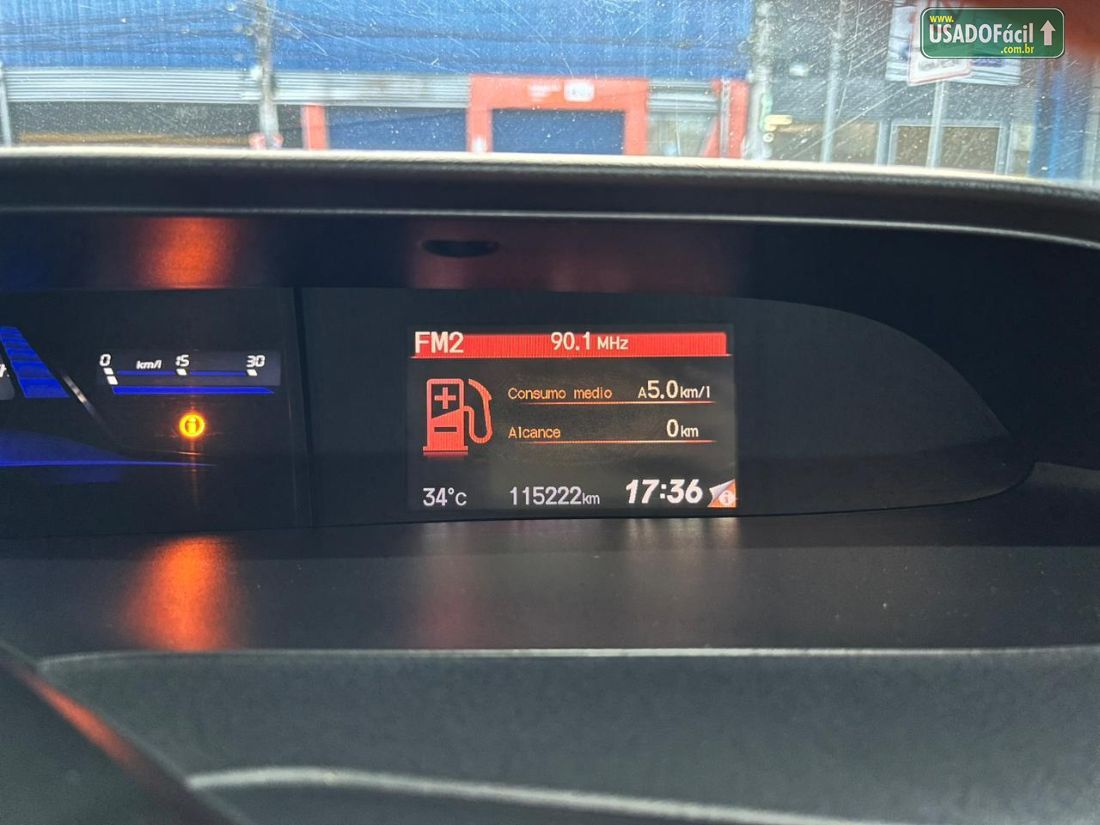 www.
USADOFácil
.com.br
FM2 90.1 MHz
0 km/l 15 30
Consumo medio A5.0km/l
Alcance 0km
34°C 115222km 17:36